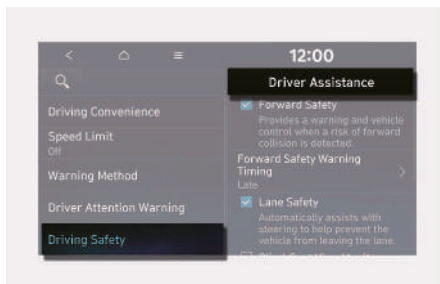 12:00
Driver Assistance
Driving Convenience
Speed Limit
Off
Warning Method
Driver Attention Warning
Driving Safety
Forward Safety
Provides a warning and vehicle
control when a risk of forward
collision is detected.
Forward Safety Warning
Timing
Late
Lane Safety
Automatically assists with
steering to help prevent the
vehicle from leaving the lane.